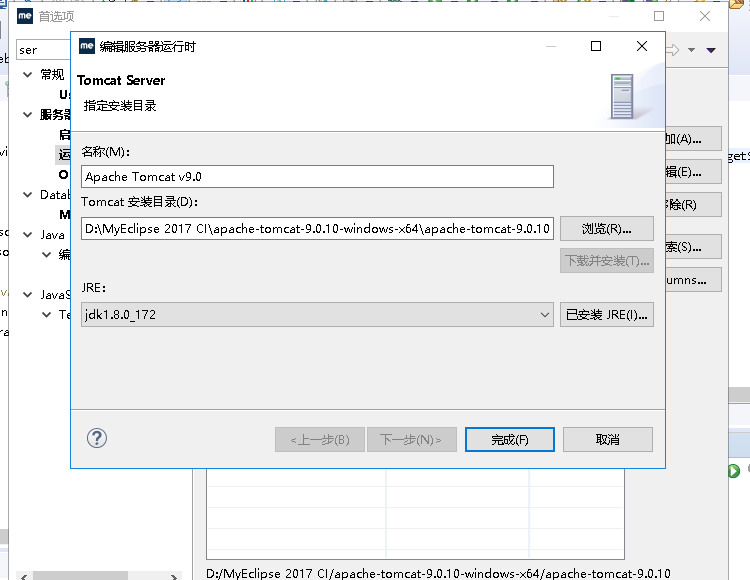 me 首选项
me 编辑服务器运行时
ser
Tomcat Server
指定安装目录
常规
服务器
启
运
Datab
M
Java
编
JavaS
Te
名称(M):
Apache Tomcat v9.0
Tomcat 安装目录(D):
D:\MyEclipse 2017 CI\apache-tomcat-9.0.10-windows-x64\apache-tomcat-9.0.10
浏览(R)...
下载并安装(T)...
JRE:
jdk1.8.0_172
已安装 JRE(I)...
加(A)...
辑(E)...
除(R)
索(S)...
umns...
getS
?
<上一步(B)
下一步(N)>
完成(F)
取消
D:/MyEclipse 2017 CI/apache-tomcat-9.0.10-windows-x64/apache-tomcat-9.0.10